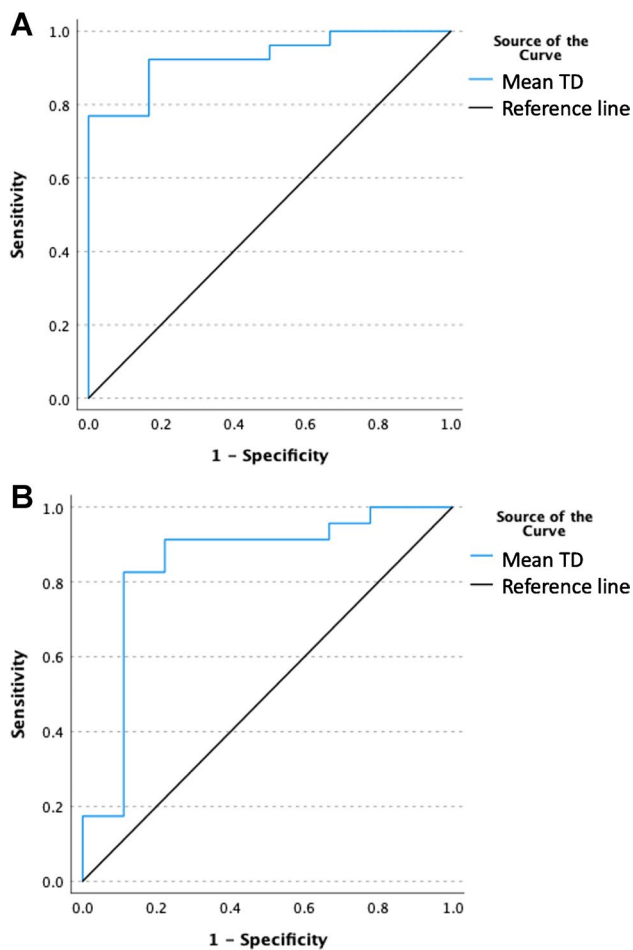 A
1.0
0.8
0.6
0.4
0.2
0.0
Sensitivity
0.0 0.2 0.4 0.6 0.8 1.0
1 – Specificity
Source of the
Curve
Mean TD
Reference line
B
1.0
0.8
0.6
0.4
0.2
0.0
Sensitivity
0.0 0.2 0.4 0.6 0.8 1.0
1 – Specificity
Source of the
Curve
Mean TD
Reference line